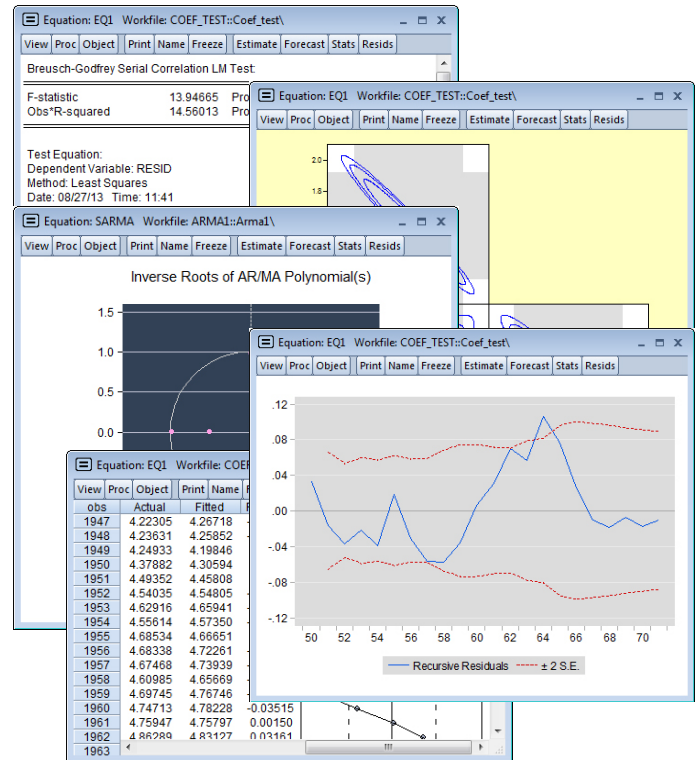 Equation: EQ1 Workfile: COEF_TEST::Coef_test\
View Proc Object Print Name Freeze Estimate Forecast Stats Resids
Breusch-Godfrey Serial Correlation LM Test:
F-statistic 13.94665
Obs*R-squared 14.56013
Test Equation:
Dependent Variable: RESID
Method: Least Squares
Date: 08/27/13 Time: 11:41
Equation: EQ1 Workfile: COEF_TEST::Coef_test\
View Proc Object Print Name Freeze Estimate Forecast Stats Resids
2.0
1.8
Equation: SARMA Workfile: ARMA1::Arma1\
View Proc Object Print Name Freeze Estimate Forecast Stats Resids
Inverse Roots of AR/MA Polynomial(s)
1.5
1.0
0.5
0.0
Equation: EQ1 Workfile: COEF_TEST::Coef_test\
View Proc Object Print Name Freeze Estimate Forecast Stats Resids
.12
.08
.04
.00
-.04
-.08
-.12
50 52 54 56 58 60 62 64 66 68 70
Recursive Residuals ± 2 S.E.
Equation: EQ1 Workfile:
View Proc Object Print Name
obs Actual Fitted
1947 4.22305 4.26718
1948 4.23631 4.25852
1949 4.24933 4.19846
1950 4.37882 4.30594
1951 4.49352 4.45808
1952 4.54035 4.54805
1953 4.62916 4.65941
1954 4.55614 4.57350
1955 4.68534 4.66651
1956 4.68338 4.72261
1957 4.67468 4.73939
1958 4.60985 4.65669
1959 4.69745 4.76746
1960 4.74713 4.78228 -0.03515
1961 4.75947 4.75797 0.00150
1962 4.86289 4.83127 0.03161
1963